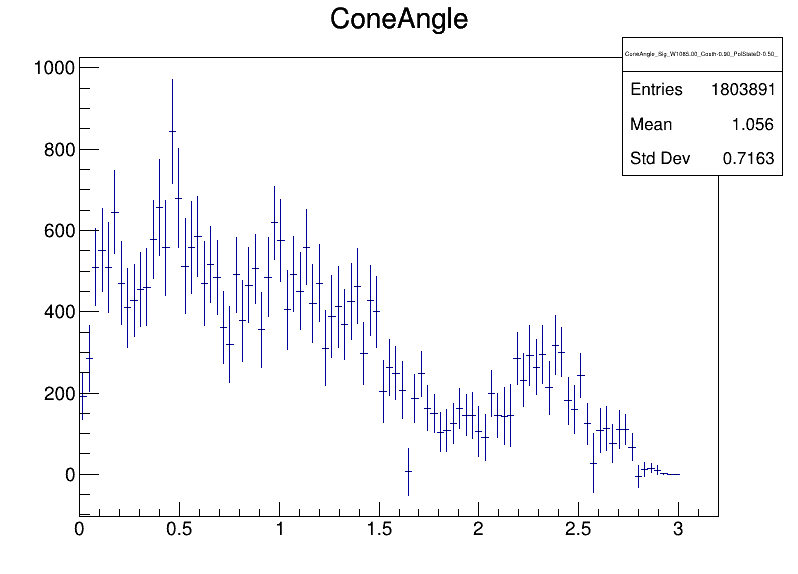 ConeAngle
ConeAngle_Sig_W1085.00_Costh-0.90_PolStateD-0.50_
Entries 1803891
Mean 1.056
Std Dev 0.7163
1000
800
600
400
200
0
0 0.5 1 1.5 2 2.5 3